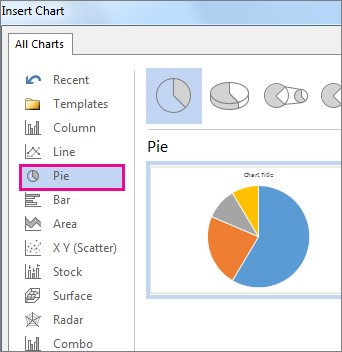 Insert Chart
All Charts
Recent
Templates
Column
Line
Pie
Bar
Area
X Y (Scatter)
Stock
Surface
Radar
Combo
Pie
Chart Title